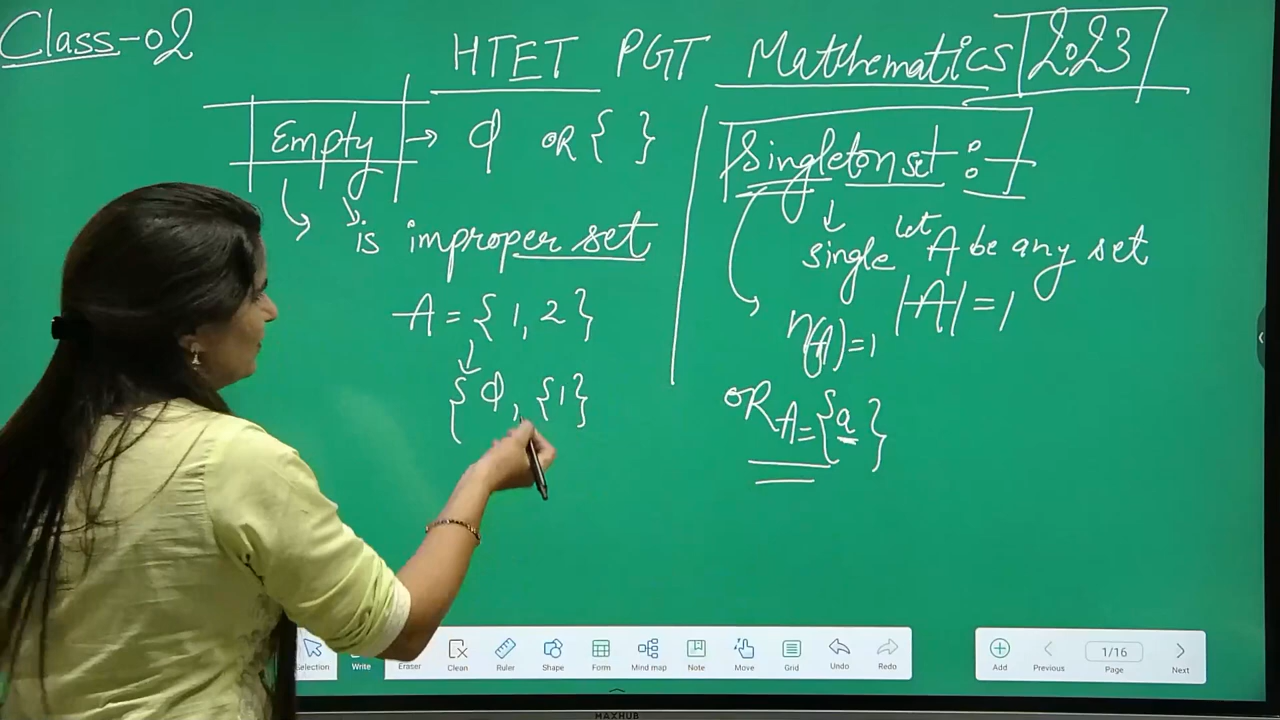 Class-02
HTET PGT Mathematics 2023
Empty → ϕ OR { }
is improper set
A = {1, 2}
{ϕ, {1}
Singleton set :-
single let A be any set
n(A)=1 |A|=1
OR A={a}
Selection Write Eraser Clean Ruler Shape Form Mind map Note Move Grid Undo Redo
Add Previous 1/16 Page Next
MAXHUB